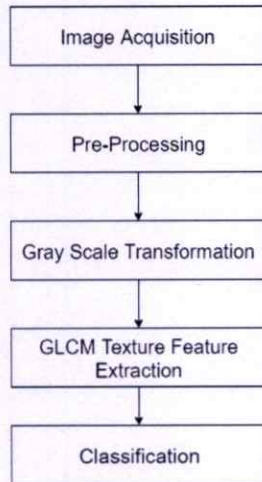 Image Acquisition
Pre-Processing
Gray Scale Transformation
GLCM Texture Feature
Extraction
Classification